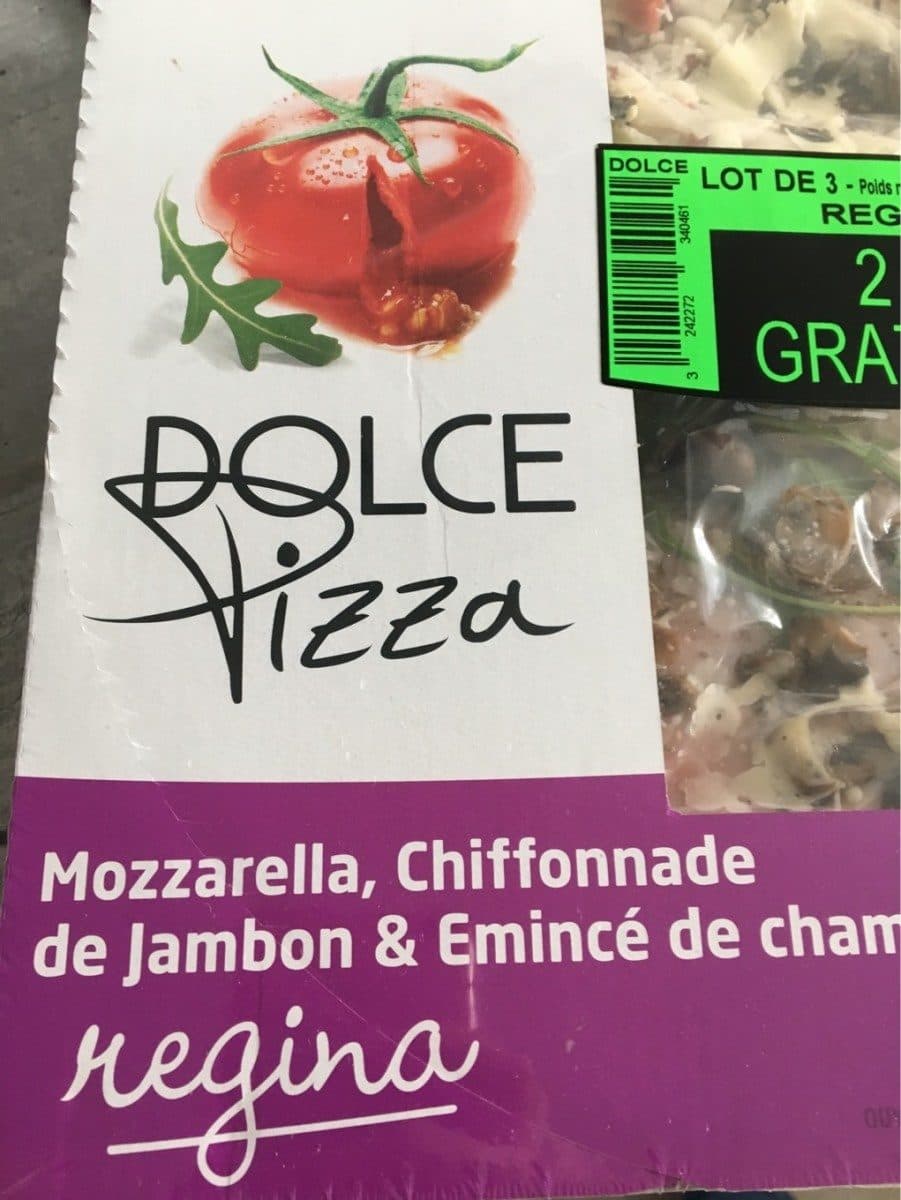 DOLCE
LOT DE 3 - Poids r
REG
340461
242272
3
2
GRAT
DOLCE
Pizza
Mozzarella, Chiffonnade
de Jambon & Emincé de cham
regina
OUV